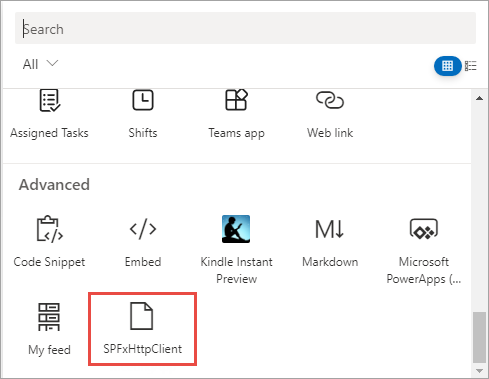 Search
All
Assigned Tasks Shifts Teams app Web link
Advanced
Code Snippet Embed Kindle Instant Preview Markdown Microsoft PowerApps (...
My feed SPFxHttpClient